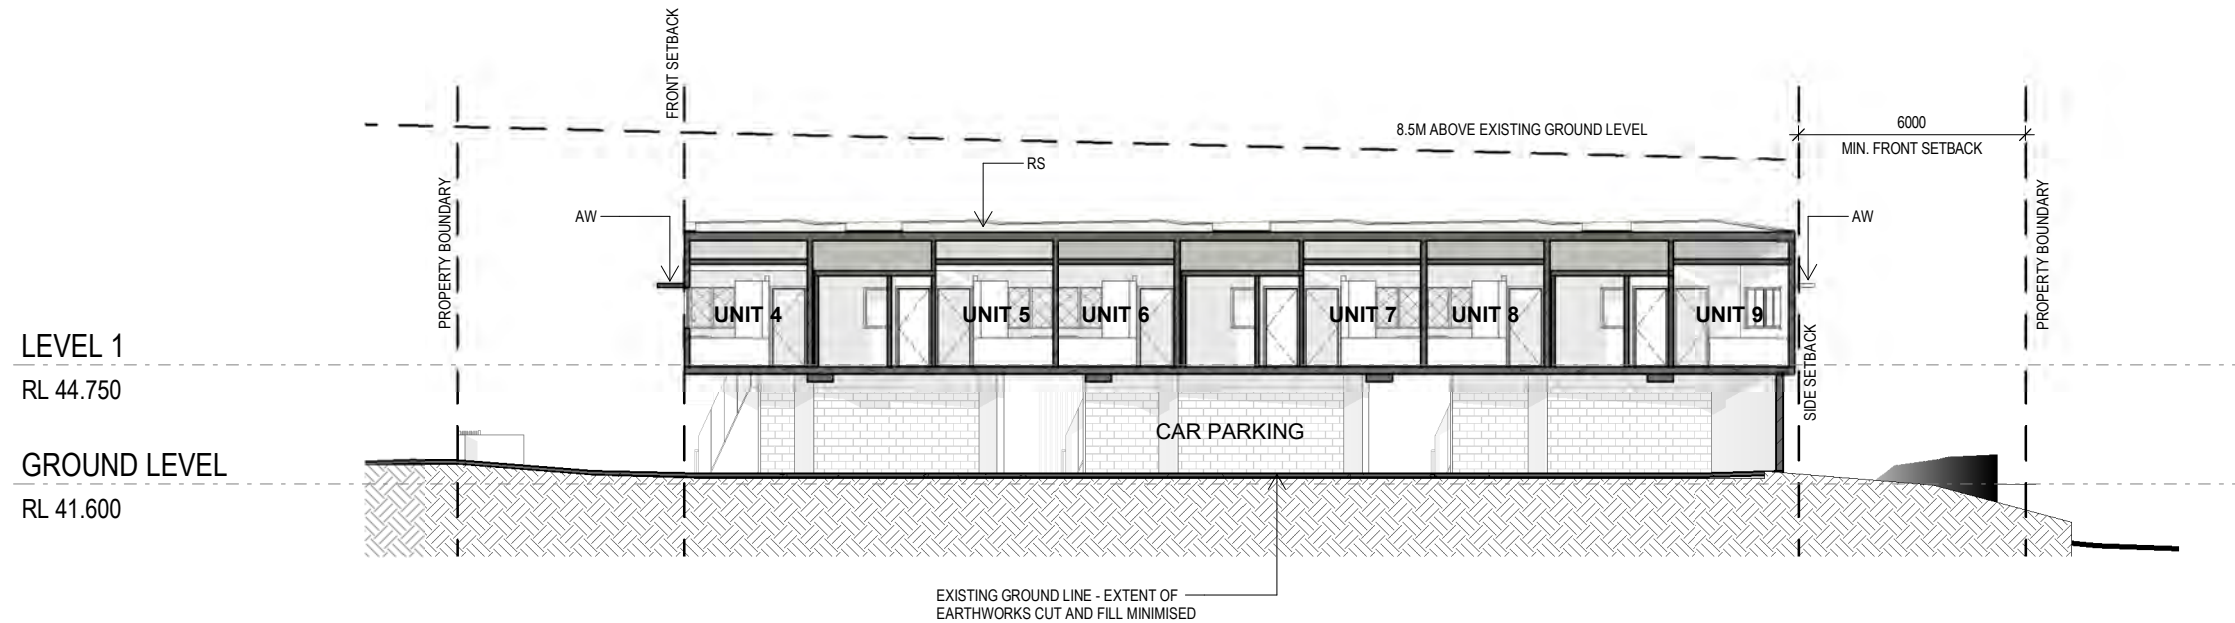 FRONT SETBACK
8.5M ABOVE EXISTING GROUND LEVEL
6000
MIN. FRONT SETBACK
RS
PROPERTY BOUNDARY
AW
AW
PROPERTY BOUNDARY
UNIT 4
UNIT 5
UNIT 6
UNIT 7
UNIT 8
UNIT 9
LEVEL 1
RL 44.750
SIDE SETBACK
CAR PARKING
GROUND LEVEL
RL 41.600
EXISTING GROUND LINE - EXTENT OF
EARTHWORKS CUT AND FILL MINIMISED